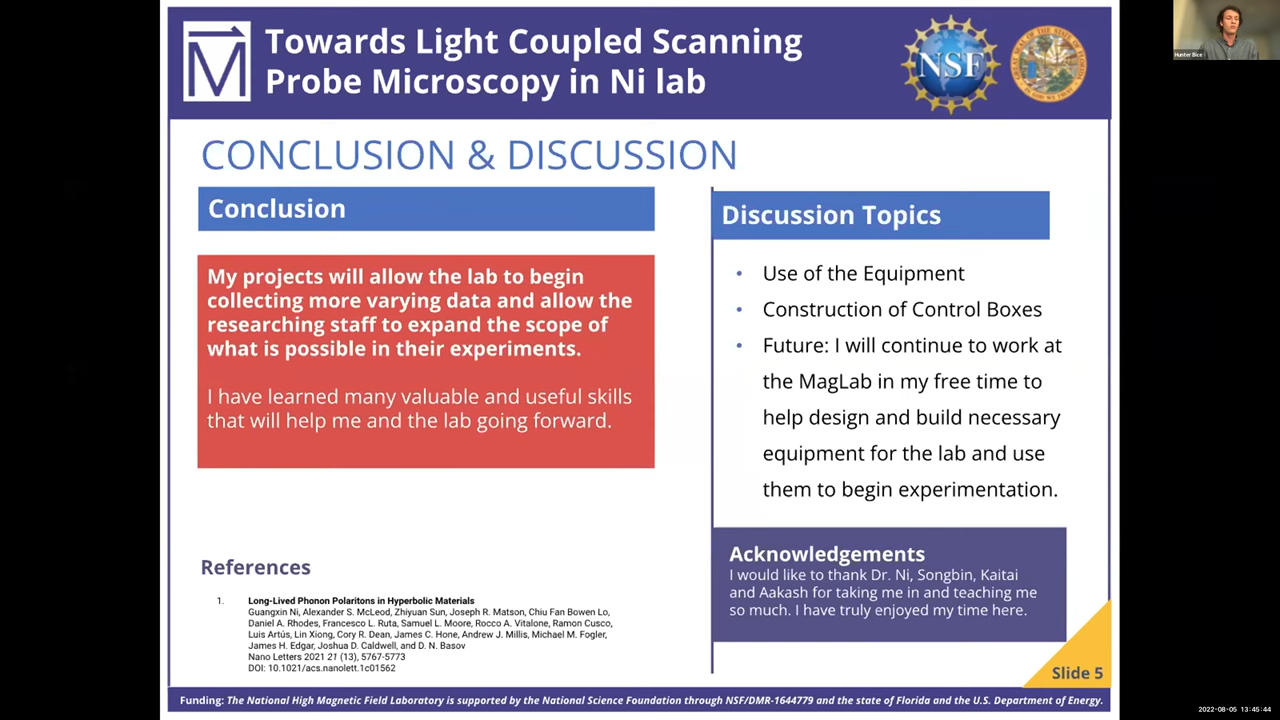 Towards Light Coupled Scanning
Probe Microscopy in Ni lab
NSF
Hunter Bice
CONCLUSION & DISCUSSION
Conclusion
My projects will allow the lab to begin
collecting more varying data and allow the
researching staff to expand the scope of
what is possible in their experiments.
I have learned many valuable and useful skills
that will help me and the lab going forward.
References
1. Long-Lived Phonon Polaritons in Hyperbolic Materials
Guangxin Ni, Alexander S. McLeod, Zhiyuan Sun, Joseph R. Matson, Chiu Fan Bowen Lo,
Daniel A. Rhodes, Francesco L. Ruta, Samuel L. Moore, Rocco A. Vitalone, Ramon Cusco,
Luis Artús, Lin Xiong, Cory R. Dean, James C. Hone, Andrew J. Millis, Michael M. Fogler,
James H. Edgar, Joshua D. Caldwell, and D. N. Basov
Nano Letters 2021 21 (13), 5767-5773
DOI: 10.1021/acs.nanolett.1c01562
Discussion Topics
• Use of the Equipment
• Construction of Control Boxes
• Future: I will continue to work at
the MagLab in my free time to
help design and build necessary
equipment for the lab and use
them to begin experimentation.
Acknowledgements
I would like to thank Dr. Ni, Songbin, Kaitai
and Aakash for taking me in and teaching me
so much. I have truly enjoyed my time here.
Slide 5
Funding: The National High Magnetic Field Laboratory is supported by the National Science Foundation through NSF/DMR-1644779 and the state of Florida and the U.S. Department of Energy.
2022-08-05 13:45:44